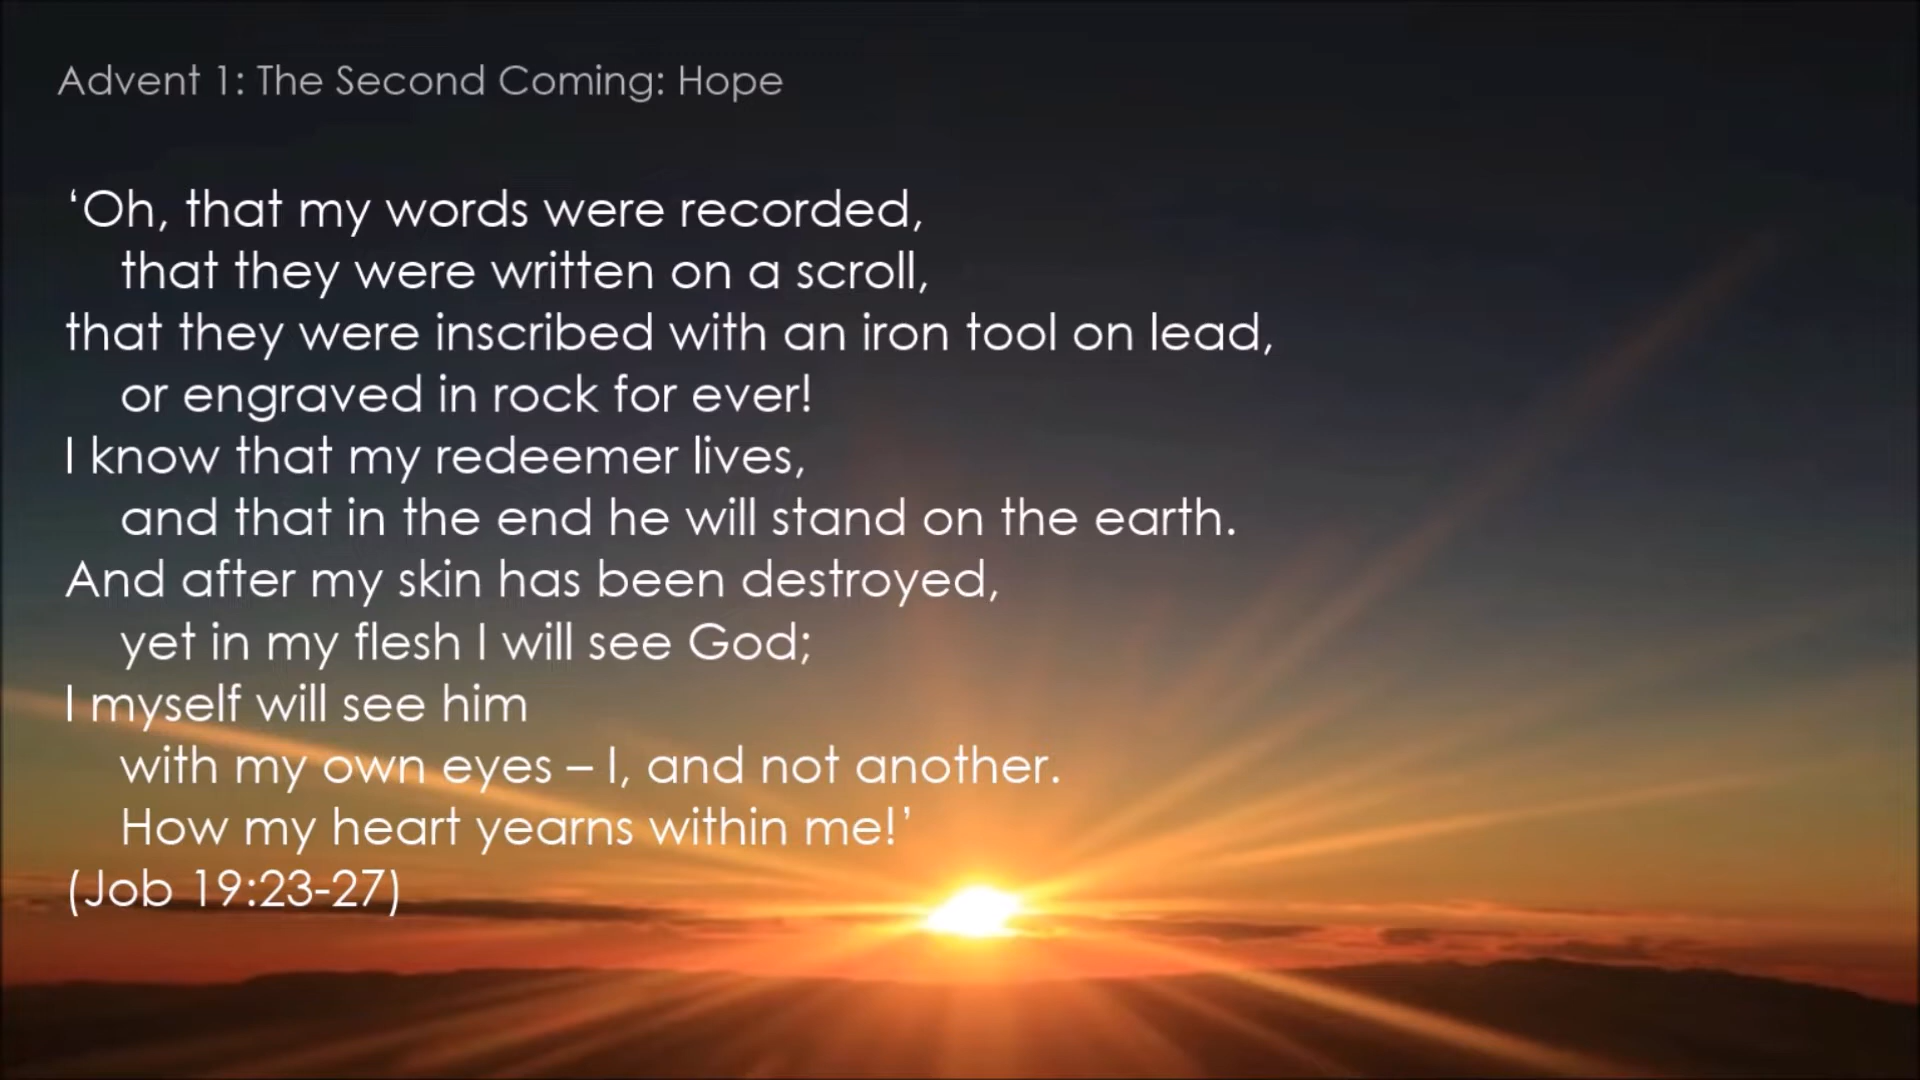 Advent 1: The Second Coming: Hope
‘Oh, that my words were recorded,
that they were written on a scroll,
that they were inscribed with an iron tool on lead,
or engraved in rock for ever!
I know that my redeemer lives,
and that in the end he will stand on the earth.
And after my skin has been destroyed,
yet in my flesh I will see God;
I myself will see him
with my own eyes – I, and not another.
How my heart yearns within me!’
(Job 19:23-27)